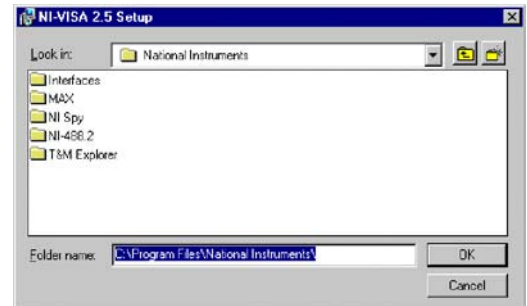 NI-VISA 2.5 Setup
Look in: National Instruments
Interfaces
MAX
NI Spy
NI-488.2
T&M Explorer
Folder name: C:\Program Files\National Instruments\
OK
Cancel